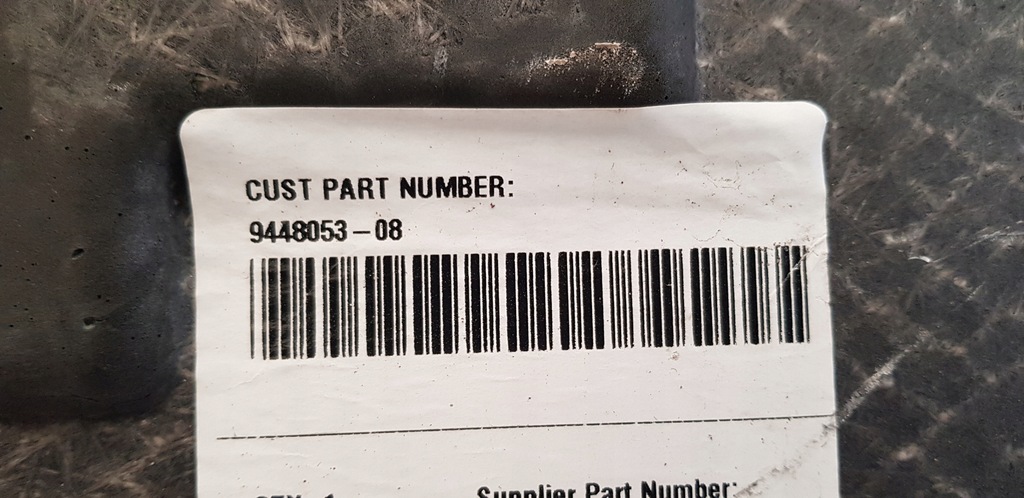 CUST PART NUMBER:
9448053-08
Supplier Part Number: